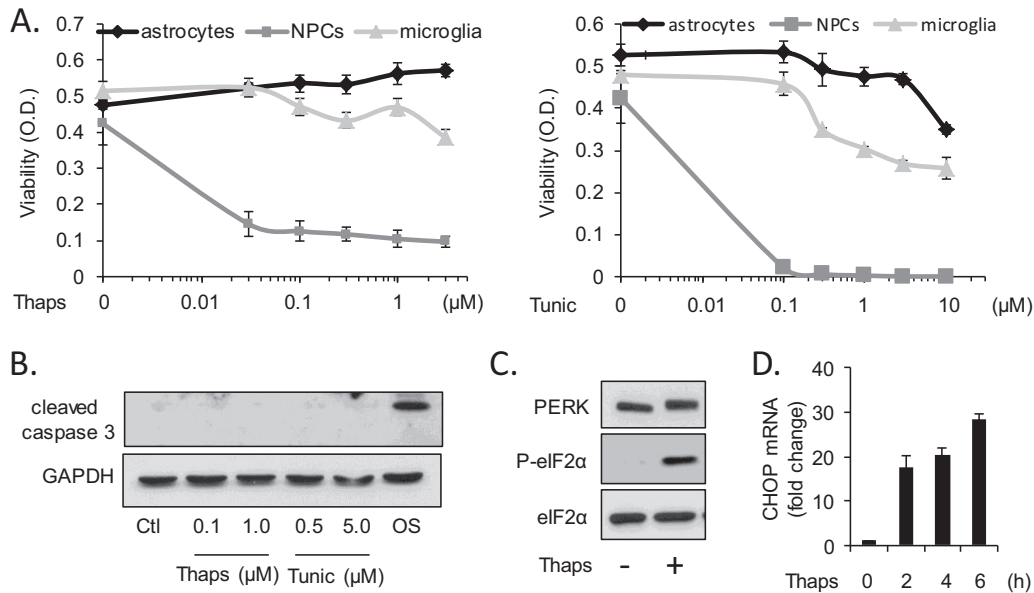 A.
astrocytes NPCs microglia
0.7
0.6
0.5
0.4
0.3
0.2
0.1
0
Viability (O.D.)
Thaps 0 0.01 0.1 1 (µM)
astrocytes NPCs microglia
0.6
0.5
0.4
0.3
0.2
0.1
0
Viability (O.D.)
Tunic 0 0.01 0.1 1 10 (µM)
B.
cleaved
caspase 3
GAPDH
Ctl 0.1 1.0 0.5 5.0 OS
Thaps (µM) Tunic (µM)
C.
PERK
P-eIF2α
eIF2α
Thaps - +
D.
40
30
20
10
0
CHOP mRNA
(fold change)
Thaps 0 2 4 6 (h)